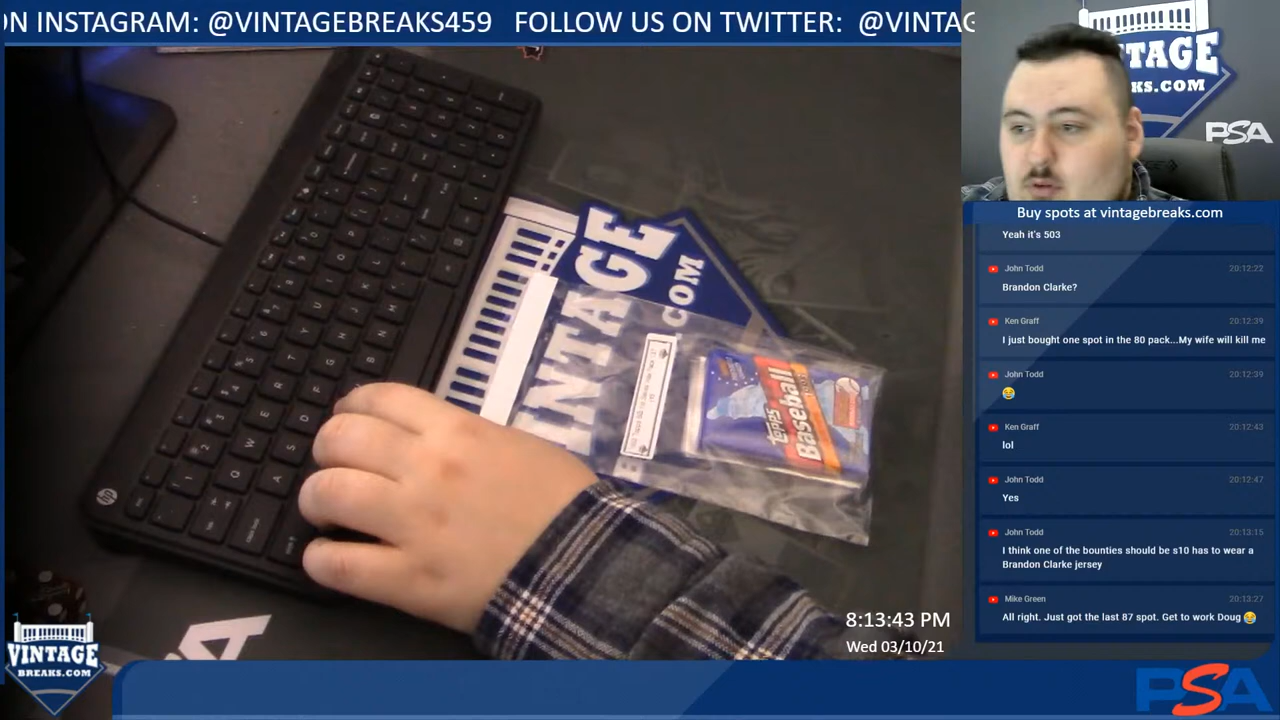 ON INSTAGRAM: @VINTAGEBREAKS459 FOLLOW US ON TWITTER: @VINTAG
TAGE
KS.COM
PSA
Buy spots at vintagebreaks.com
Yeah it's 503
John Todd 20:12:22
Brandon Clarke?
Ken Graff 20:12:39
I just bought one spot in the 80 pack...My wife will kill me
John Todd 20:12:39
😂
Ken Graff 20:12:43
lol
John Todd 20:12:47
Yes
John Todd 20:13:15
I think one of the bounties should be s10 has to wear a
Brandon Clarke jersey
Mike Green 20:13:27
All right. Just got the last 87 spot. Get to work Doug 😂
INTAGE
.COM
Topps
Baseball
hp
8:13:43 PM
Wed 03/10/21
VINTAGE
BREAKS.COM
PSA